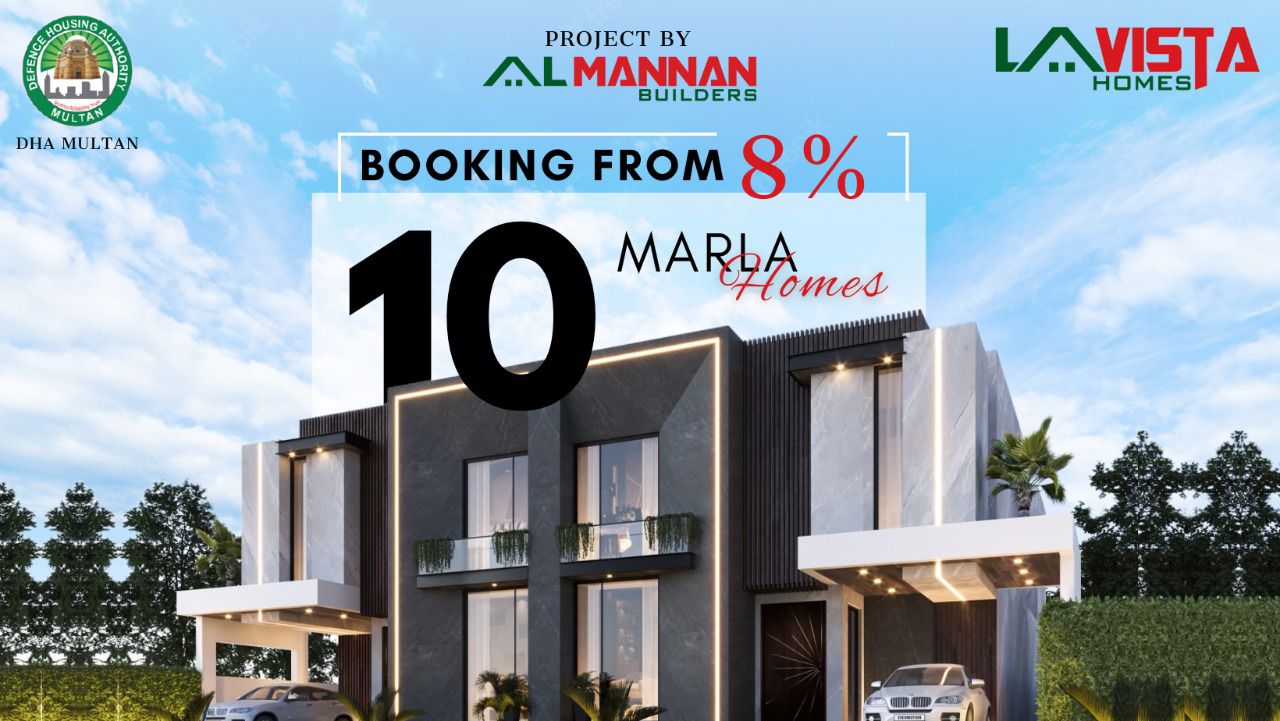 DEFENCE HOUSING AUTHORITY
MULTAN
DHA MULTAN
PROJECT BY
AL MANNAN
BUILDERS
LAVISTA
HOMES
BOOKING FROM 8%
10 MARLA
Homes